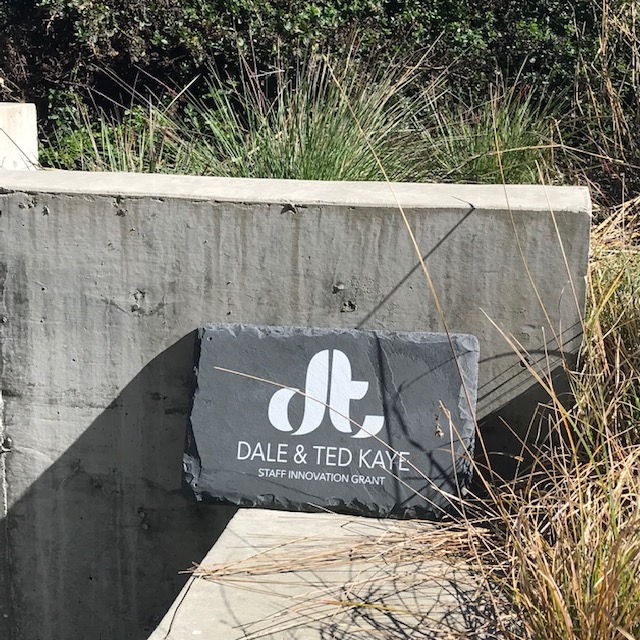 dt
DALE & TED KAYE
STAFF INNOVATION GRANT